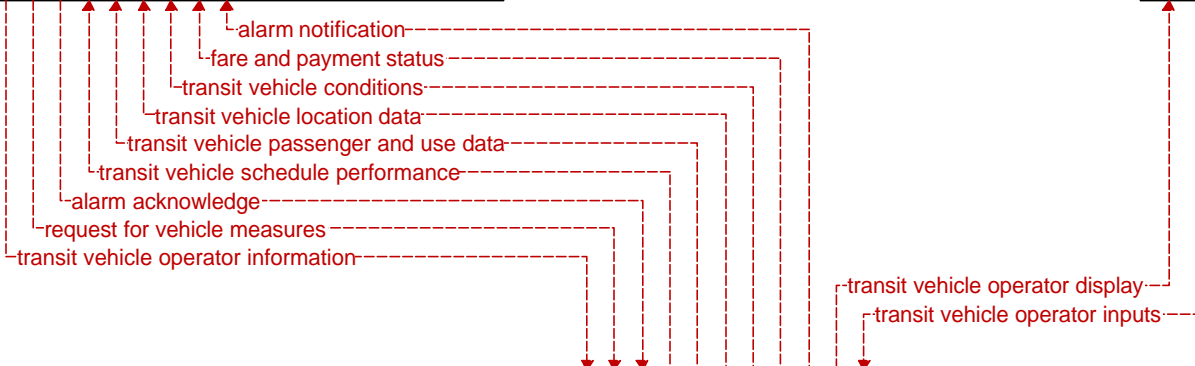 alarm notification
fare and payment status
transit vehicle conditions
transit vehicle location data
transit vehicle passenger and use data
transit vehicle schedule performance
alarm acknowledge
request for vehicle measures
transit vehicle operator information
transit vehicle operator display
transit vehicle operator inputs